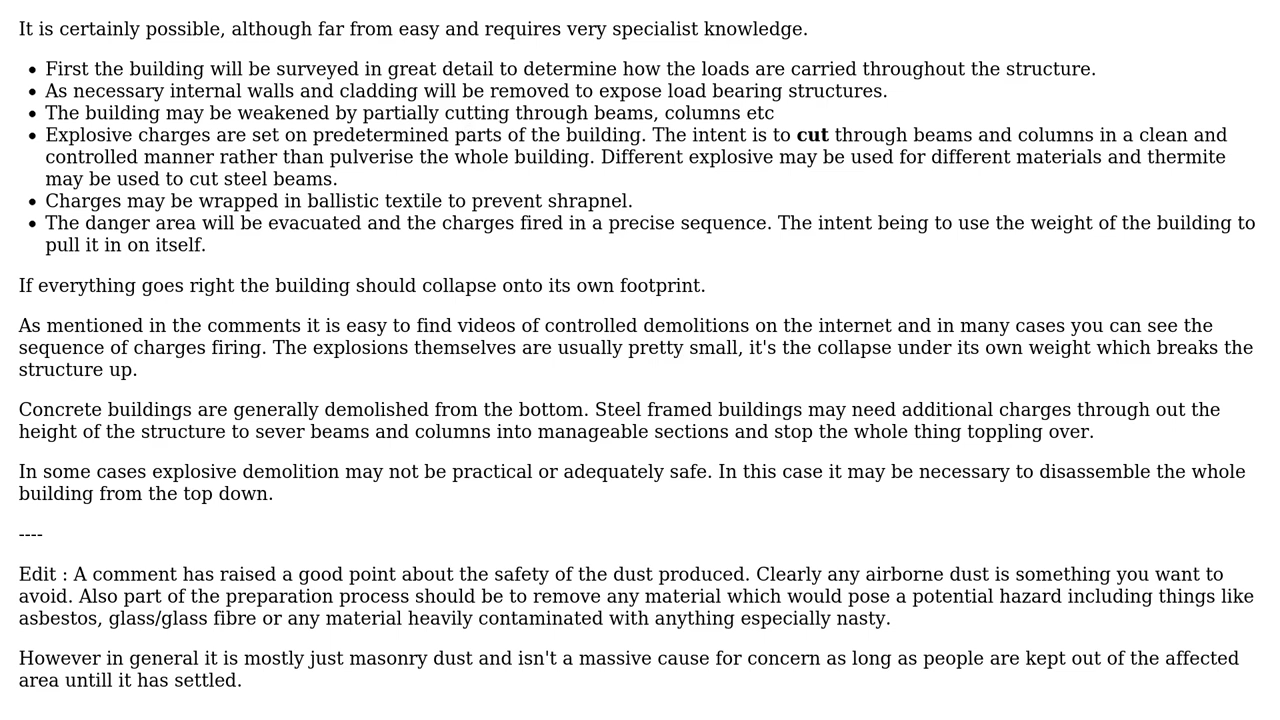 It is certainly possible, although far from easy and requires very specialist knowledge.
• First the building will be surveyed in great detail to determine how the loads are carried throughout the structure.
• As necessary internal walls and cladding will be removed to expose load bearing structures.
• The building may be weakened by partially cutting through beams, columns etc
• Explosive charges are set on predetermined parts of the building. The intent is to cut through beams and columns in a clean and
controlled manner rather than pulverise the whole building. Different explosive may be used for different materials and thermite
may be used to cut steel beams.
• Charges may be wrapped in ballistic textile to prevent shrapnel.
• The danger area will be evacuated and the charges fired in a precise sequence. The intent being to use the weight of the building to
pull it in on itself.
If everything goes right the building should collapse onto its own footprint.
As mentioned in the comments it is easy to find videos of controlled demolitions on the internet and in many cases you can see the
sequence of charges firing. The explosions themselves are usually pretty small, it's the collapse under its own weight which breaks the
structure up.
Concrete buildings are generally demolished from the bottom. Steel framed buildings may need additional charges through out the
height of the structure to sever beams and columns into manageable sections and stop the whole thing toppling over.
In some cases explosive demolition may not be practical or adequately safe. In this case it may be necessary to disassemble the whole
building from the top down.
----
Edit : A comment has raised a good point about the safety of the dust produced. Clearly any airborne dust is something you want to
avoid. Also part of the preparation process should be to remove any material which would pose a potential hazard including things like
asbestos, glass/glass fibre or any material heavily contaminated with anything especially nasty.
However in general it is mostly just masonry dust and isn't a massive cause for concern as long as people are kept out of the affected
area untill it has settled.